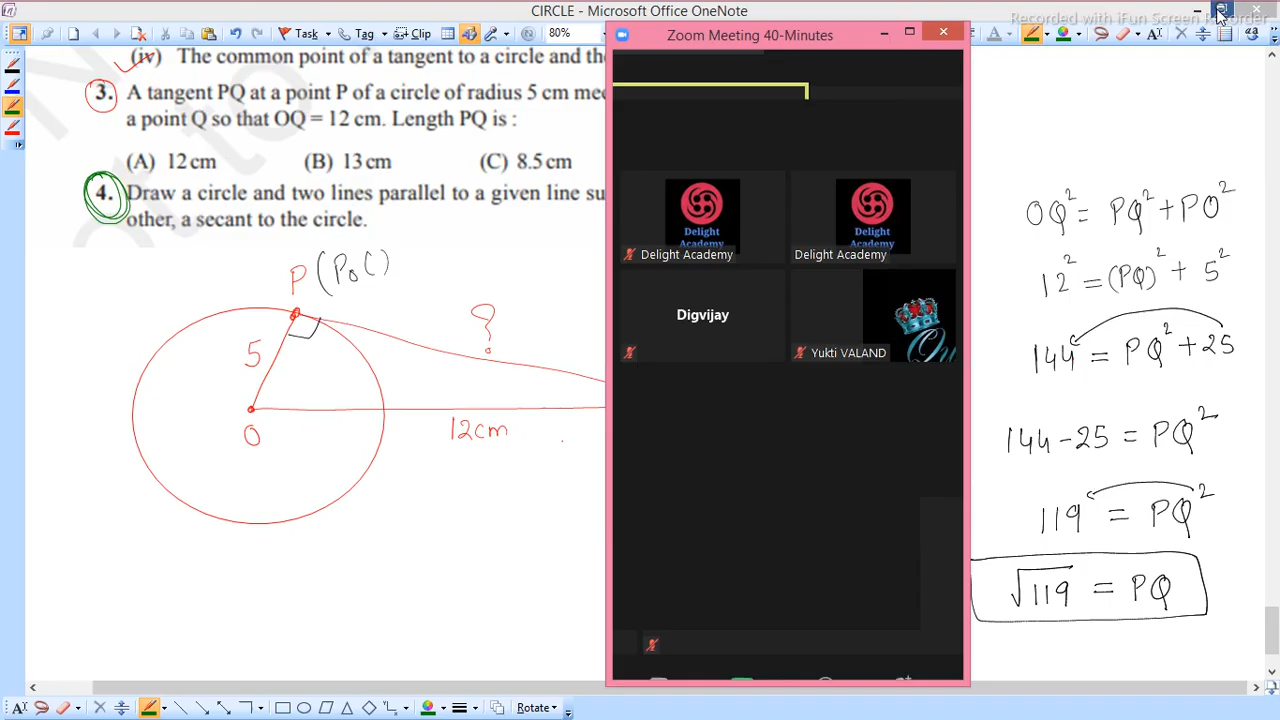 CIRCLE - Microsoft Office OneNote
Recorded with iFun Screen Recorder
Task
Tag
Clip
80%
Zoom Meeting 40-Minutes
(iv) The common point of a tangent to a circle and the
3. A tangent PQ at a point P of a circle of radius 5 cm mee
a point Q so that OQ = 12 cm. Length PQ is :
(A) 12 cm (B) 13 cm (C) 8.5 cm
4. Draw a circle and two lines parallel to a given line su
other, a secant to the circle.
P (POC)
5
?
O
12cm
Delight Academy
Delight Academy
Delight Academy
Delight Academy
Digvijay
Yukti VALAND
OQ² = PQ² + PO²
12² = (PQ)² + 5²
144 = PQ² + 25
144 - 25 = PQ²
119 = PQ²
√119 = PQ
Rotate